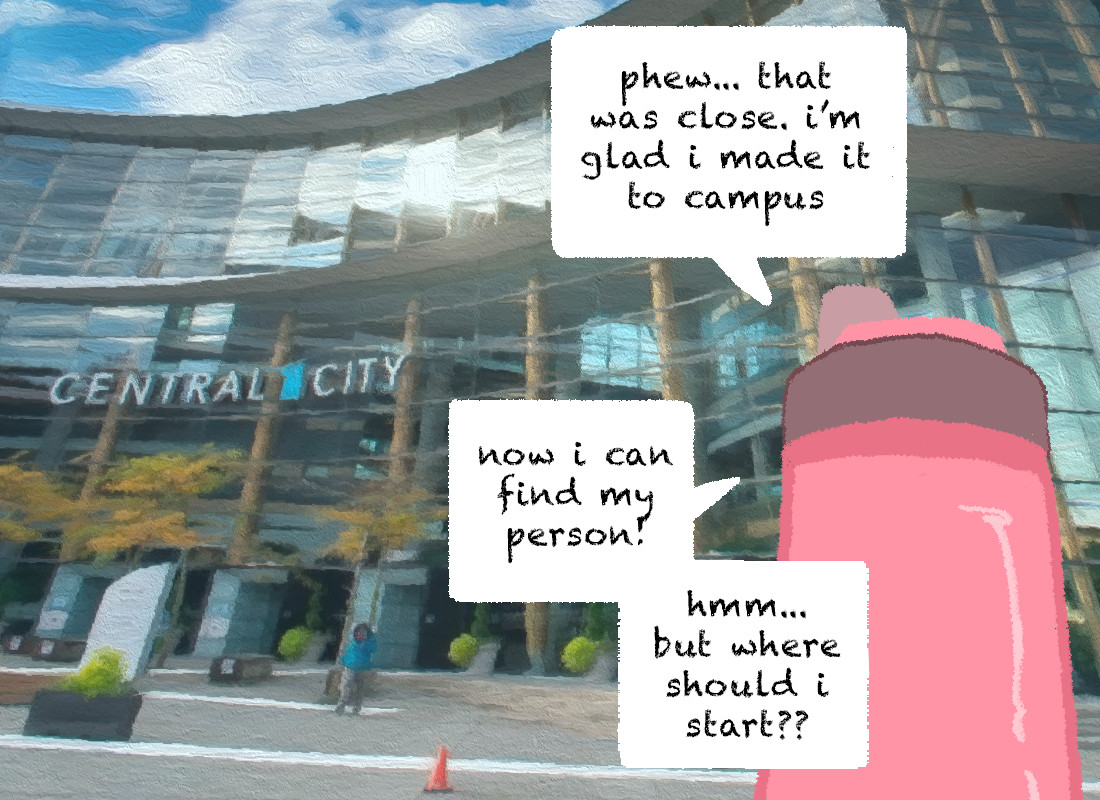 phew... that
was close. i'm
glad i made it
to campus
CENTRAL CITY
now i can
find my
person!
hmm...
but where
should i
start??